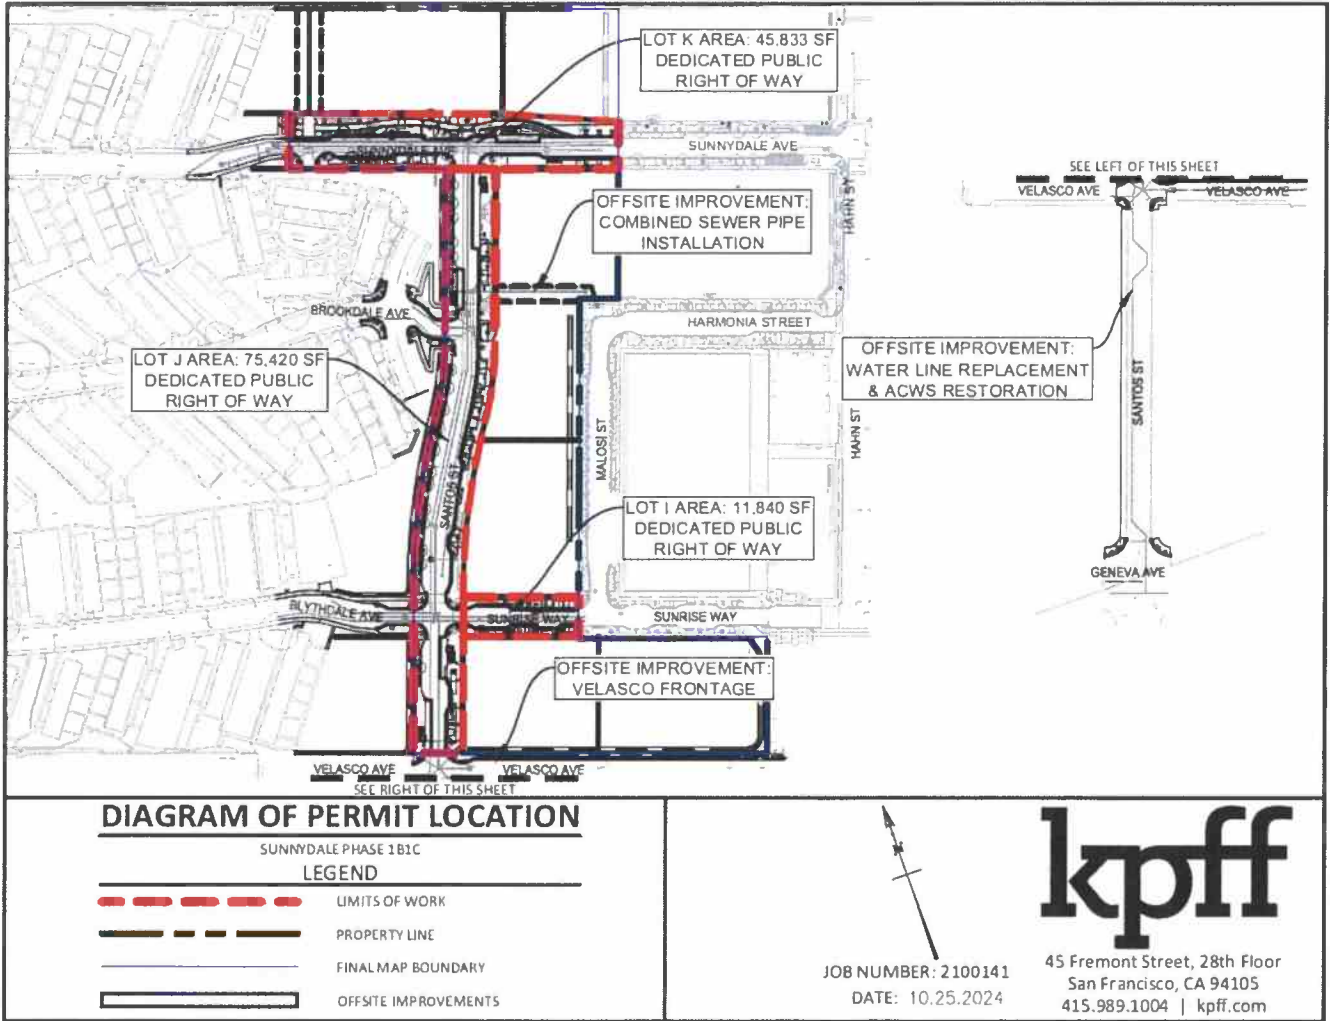 LOT K AREA: 45,833 SF
DEDICATED PUBLIC
RIGHT OF WAY
SUNNYDALE AVE
SUNNYDALE AVE
HAHN ST
OFFSITE IMPROVEMENT:
COMBINED SEWER PIPE
INSTALLATION
SEE LEFT OF THIS SHEET
VELASCO AVE
VELASCO AVE
BROOKDALE AVE
HARMONIA STREET
LOT J AREA: 75,420 SF
DEDICATED PUBLIC
RIGHT OF WAY
OFFSITE IMPROVEMENT:
WATER LINE REPLACEMENT
& ACWS RESTORATION
SANTOS ST
MALOSI ST
HAHN ST
SANTOS ST
LOT I AREA: 11,840 SF
DEDICATED PUBLIC
RIGHT OF WAY
GENEVA AVE
BLYTHDALE AVE
SUNRISE WAY
SUNRISE WAY
OFFSITE IMPROVEMENT:
VELASCO FRONTAGE
VELASCO AVE
VELASCO AVE
SEE RIGHT OF THIS SHEET
DIAGRAM OF PERMIT LOCATION
SUNNYDALE PHASE 1B1C
LEGEND
LIMITS OF WORK
PROPERTY LINE
FINAL MAP BOUNDARY
OFFSITE IMPROVEMENTS
N
JOB NUMBER: 2100141
DATE: 10.25.2024
kpff
45 Fremont Street, 28th Floor
San Francisco, CA 94105
415.989.1004 | kpff.com